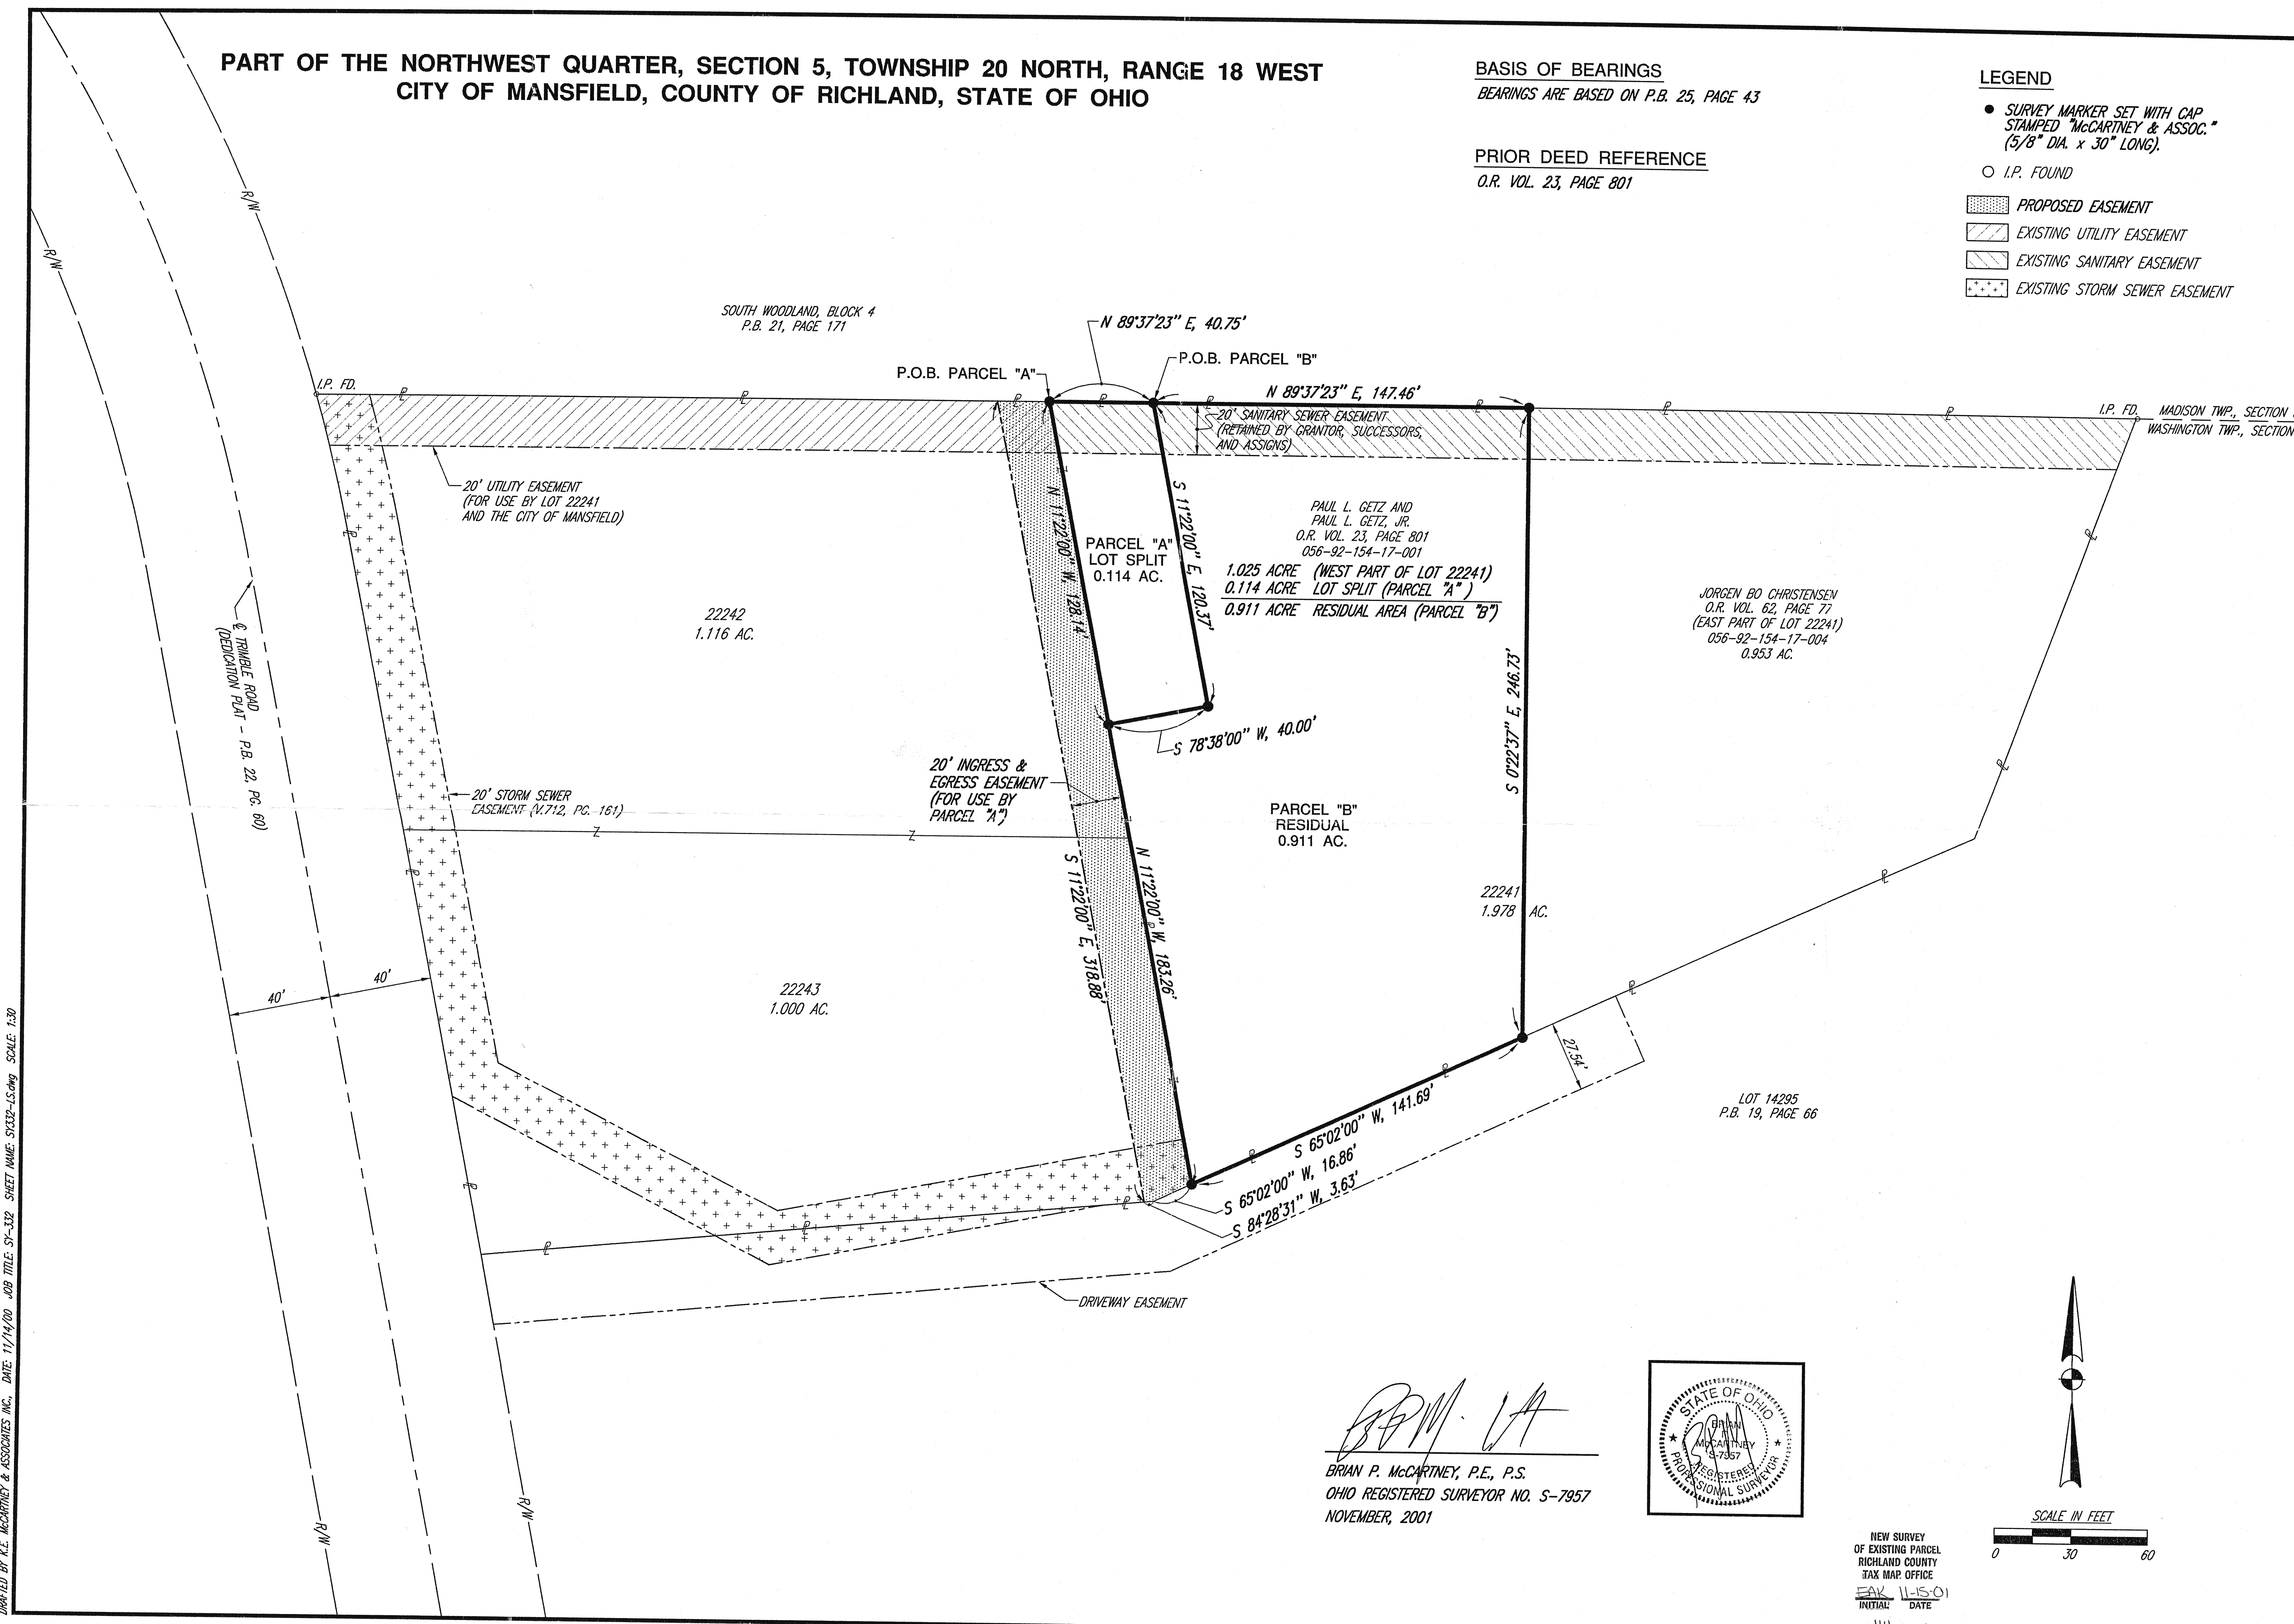 PART OF THE NORTHWEST QUARTER, SECTION 5, TOWNSHIP 20 NORTH, RANGE 18 WEST
CITY OF MANSFIELD, COUNTY OF RICHLAND, STATE OF OHIO
BASIS OF BEARINGS
BEARINGS ARE BASED ON P.B. 25, PAGE 43
PRIOR DEED REFERENCE
O.R. VOL. 23, PAGE 801
LEGEND
SURVEY MARKER SET WITH CAP
STAMPED "McCARTNEY & ASSOC."
(5/8" DIA. x 30" LONG).
I.P. FOUND
PROPOSED EASEMENT
EXISTING UTILITY EASEMENT
EXISTING SANITARY EASEMENT
EXISTING STORM SEWER EASEMENT
R/W
R/W
SOUTH WOODLAND, BLOCK 4
P.B. 21, PAGE 171
N 89°37'23" E, 40.75'
P.O.B. PARCEL "B"
P.O.B. PARCEL "A"
I.P. FD.
N 89°37'23" E, 147.46'
I.P. FD.
MADISON TWP., SECTION
WASHINGTON TWP., SECTION
20' SANITARY SEWER EASEMENT
(RETAINED BY GRANTOR, SUCCESSORS,
AND ASSIGNS)
20' UTILITY EASEMENT
(FOR USE BY LOT 22241
AND THE CITY OF MANSFIELD)
N 11°22'00" W, 128.14'
S 11°22'00" E, 120.37'
PARCEL "A"
LOT SPLIT
0.114 AC.
PAUL L. GETZ AND
PAUL L. GETZ, JR.
O.R. VOL. 23, PAGE 801
056-92-154-17-001
1.025 ACRE (WEST PART OF LOT 22241)
0.114 ACRE LOT SPLIT (PARCEL "A")
0.911 ACRE RESIDUAL AREA (PARCEL "B")
JORGEN BO CHRISTENSEN
O.R. VOL. 62, PAGE 77
(EAST PART OF LOT 22241)
056-92-154-17-004
0.953 AC.
22242
1.116 AC.
℄ TRIMBLE ROAD
(DEDICATION PLAT - P.B. 22, PG. 60)
S 0°22'37" E, 246.73'
S 78°38'00" W, 40.00'
20' INGRESS &
EGRESS EASEMENT
(FOR USE BY
PARCEL "A")
20' STORM SEWER
EASEMENT (V.712, PG. 161)
PARCEL "B"
RESIDUAL
0.911 AC.
S 11°22'00" E, 318.88'
N 11°22'00" W, 183.26'
22241
1.978 AC.
40'
40'
22243
1.000 AC.
27.54'
LOT 14295
P.B. 19, PAGE 66
S 65°02'00" W, 141.69'
S 65°02'00" W, 16.86'
S 84°28'31" W, 3.63'
DRIVEWAY EASEMENT
R/W
R/W
BRIAN P. McCARTNEY, P.E., P.S.
OHIO REGISTERED SURVEYOR NO. S-7957
NOVEMBER, 2001
STATE OF OHIO
BRIAN
McCARTNEY
S-7957
REGISTERED
PROFESSIONAL SURVEYOR
SCALE IN FEET
0 30 60
NEW SURVEY
OF EXISTING PARCEL
RICHLAND COUNTY
TAX MAP OFFICE
EAK 11-15-01
INITIAL DATE
DRAFTED BY K.E. McCARTNEY & ASSOCIATES INC., DATE: 11/14/00 JOB TITLE: SY-332 SHEET NAME: SY332-LS.dwg SCALE: 1:30